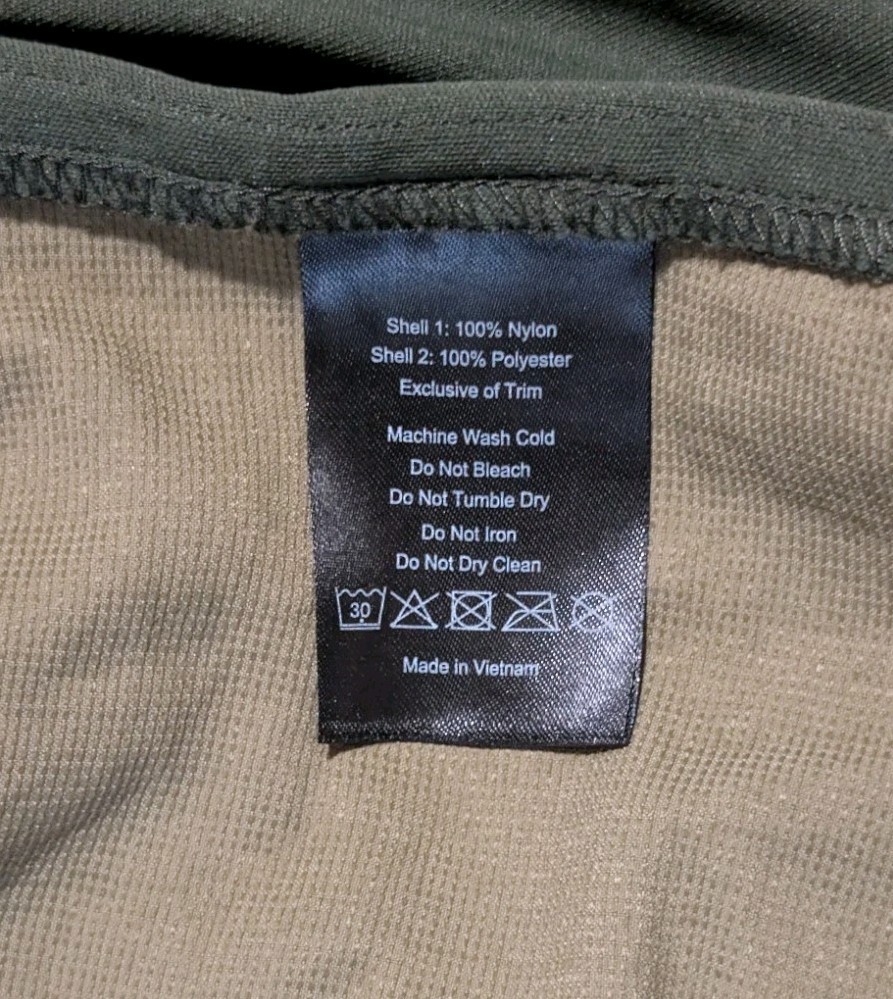 Shell 1: 100% Nylon
Shell 2: 100% Polyester
Exclusive of Trim
Machine Wash Cold
Do Not Bleach
Do Not Tumble Dry
Do Not Iron
Do Not Dry Clean
30
Made in Vietnam